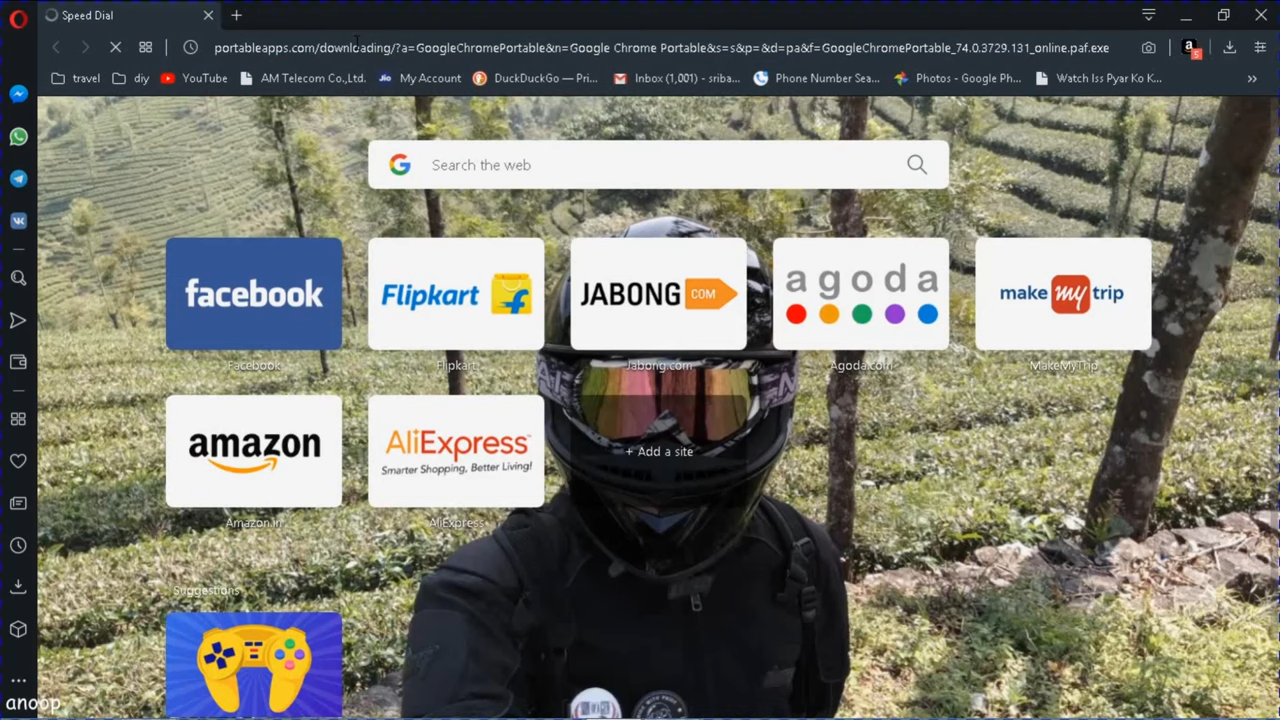 Speed Dial
portableapps.com/downloading/?a=GoogleChromePortable&n=Google Chrome Portable&s=s&p=&d=pa&f=GoogleChromePortable_74.0.3729.131_online.paf.exe
travel diy YouTube AM Telecom Co,.Ltd. Jio My Account DuckDuckGo — Pri... Inbox (1,001) - sriba... Phone Number Sea... Photos - Google Ph... Watch Iss Pyar Ko K...
Search the web
facebook Flipkart JABONG COM agoda make my trip
Facebook Flipkart Jabong.com Agoda.com MakeMyTrip
amazon AliExpress
Smarter Shopping, Better Living!
+ Add a site
Amazon.in AliExpress
Suggestions
anoop